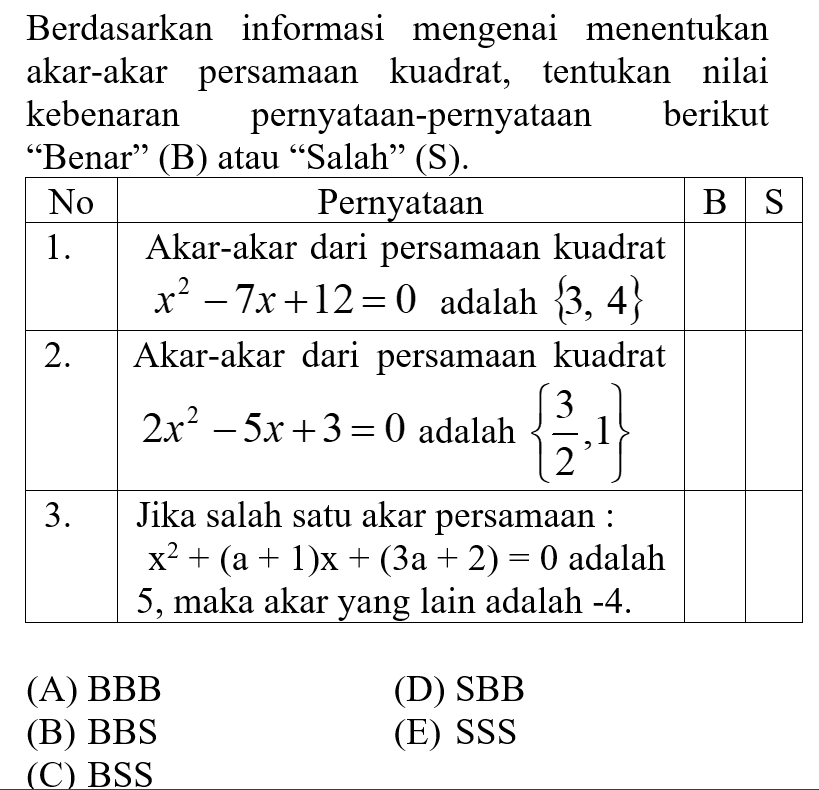 Berdasarkan informasi mengenai menentukan
akar-akar persamaan kuadrat, tentukan nilai
kebenaran pernyataan-pernyataan berikut
“Benar” (B) atau “Salah” (S).
No Pernyataan B S
1. Akar-akar dari persamaan kuadrat
x² − 7x + 12 = 0 adalah {3, 4}
2. Akar-akar dari persamaan kuadrat
2x² − 5x + 3 = 0 adalah {3/2, 1}
3. Jika salah satu akar persamaan :
x² + (a + 1)x + (3a + 2) = 0 adalah
5, maka akar yang lain adalah -4.
(A) BBB (D) SBB
(B) BBS (E) SSS
(C) BSS